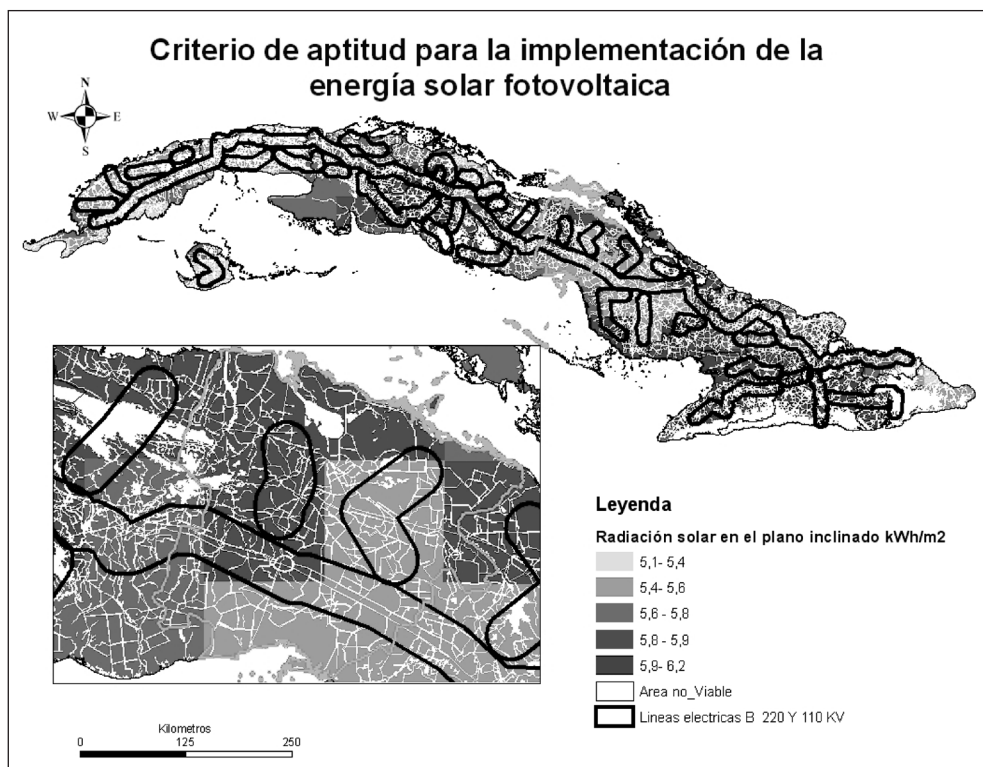 Criterio de aptitud para la implementación de la
energía solar fotovoltaica
N
W E
S
Leyenda
Radiación solar en el plano inclinado kWh/m2
5,1- 5,4
5,4- 5,6
5,6 - 5,8
5,8 - 5,9
5,9- 6,2
Area no_Viable
Lineas electricas B 220 Y 110 KV
Kilometros
0 125 250